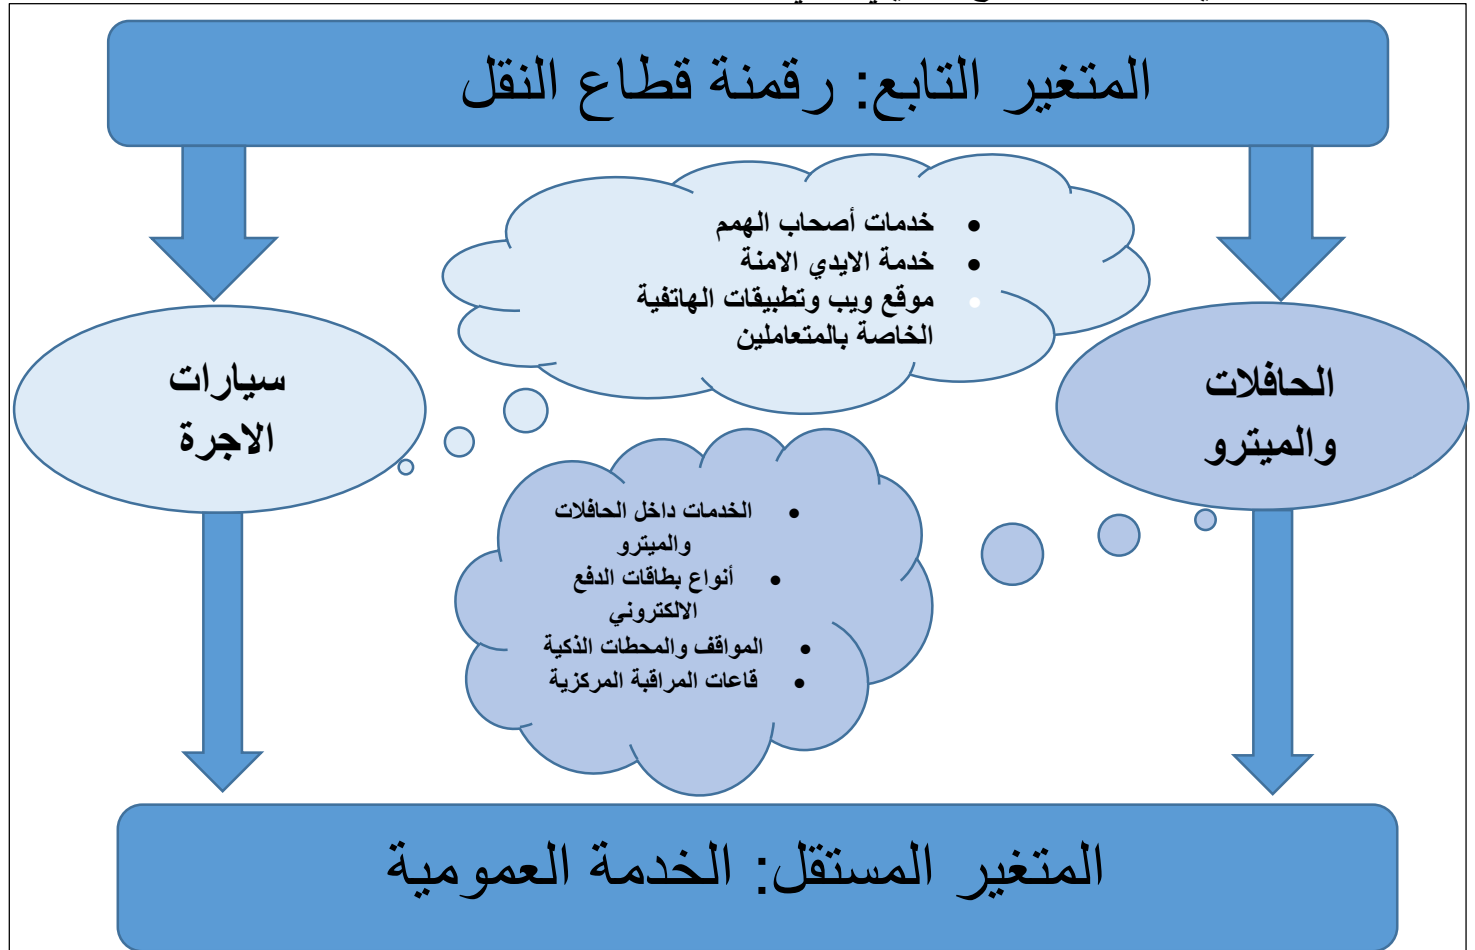 المتغير التابع: رقمنة قطاع النقل
• خدمات أصحاب الهمم
• خدمة الايدي الامنة
• موقع ويب وتطبيقات الهاتفية
الخاصة بالمتعاملين
الحافلات
والميترو
سيارات
الاجرة
• الخدمات داخل الحافلات
والميترو
• أنواع بطاقات الدفع
الالكتروني
• المواقف والمحطات الذكية
• قاعات المراقبة المركزية
المتغير المستقل: الخدمة العمومية